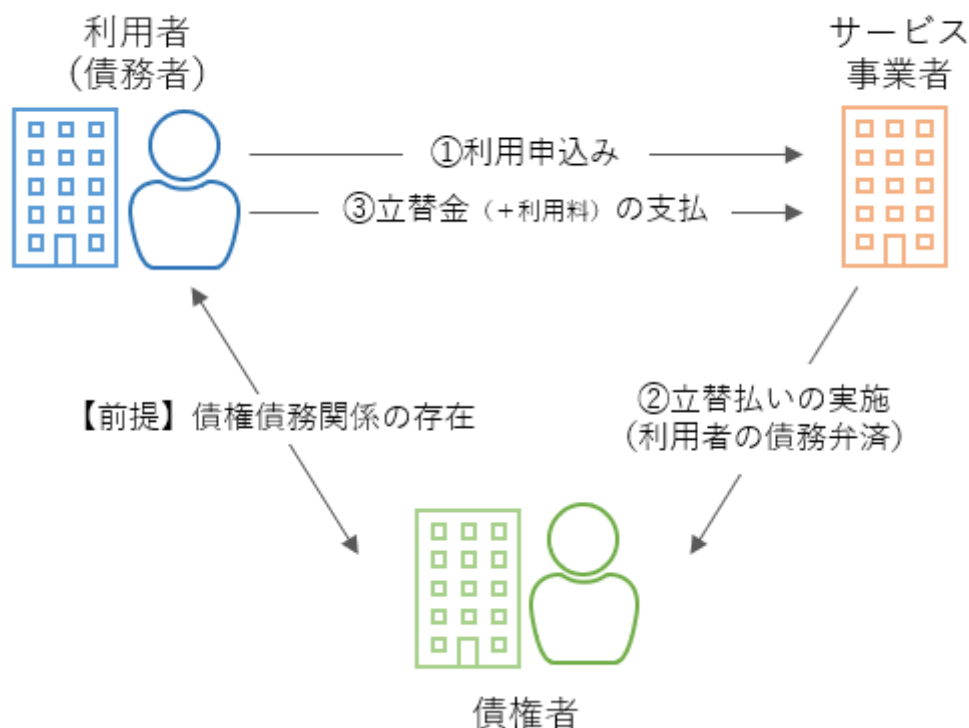 利用者
（債務者）
サービス
事業者
①利用申込み
③立替金（＋利用料）の支払
【前提】債権債務関係の存在
②立替払いの実施
（利用者の債務弁済）
債権者